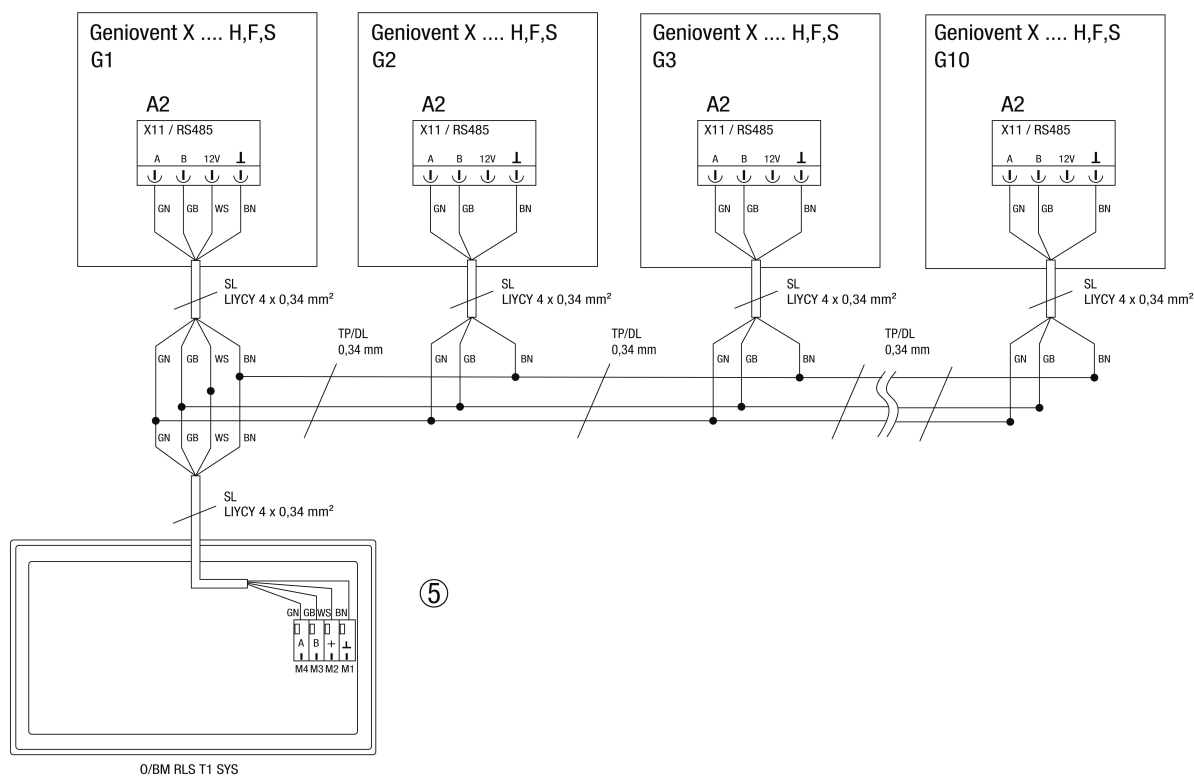 Geniovent X .... H,F,S
G1
A2
X11 / RS485
A B 12V
GN GB WS BN
SL
LIYCY 4 x 0,34 mm²
GN GB WS BN
TP/DL
0,34 mm
GN GB WS BN
SL
LIYCY 4 x 0,34 mm²
Geniovent X .... H,F,S
G2
A2
X11 / RS485
A B 12V
GN GB BN
SL
LIYCY 4 x 0,34 mm²
GN GB BN
TP/DL
0,34 mm
Geniovent X .... H,F,S
G3
A2
X11 / RS485
A B 12V
GN GB BN
SL
LIYCY 4 x 0,34 mm²
GN GB BN
TP/DL
0,34 mm
Geniovent X .... H,F,S
G10
A2
X11 / RS485
A B 12V
GN GB BN
SL
LIYCY 4 x 0,34 mm²
GN GB BN
⑤
GN GB WS BN
A B +
M4 M3 M2 M1
O/BM RLS T1 SYS